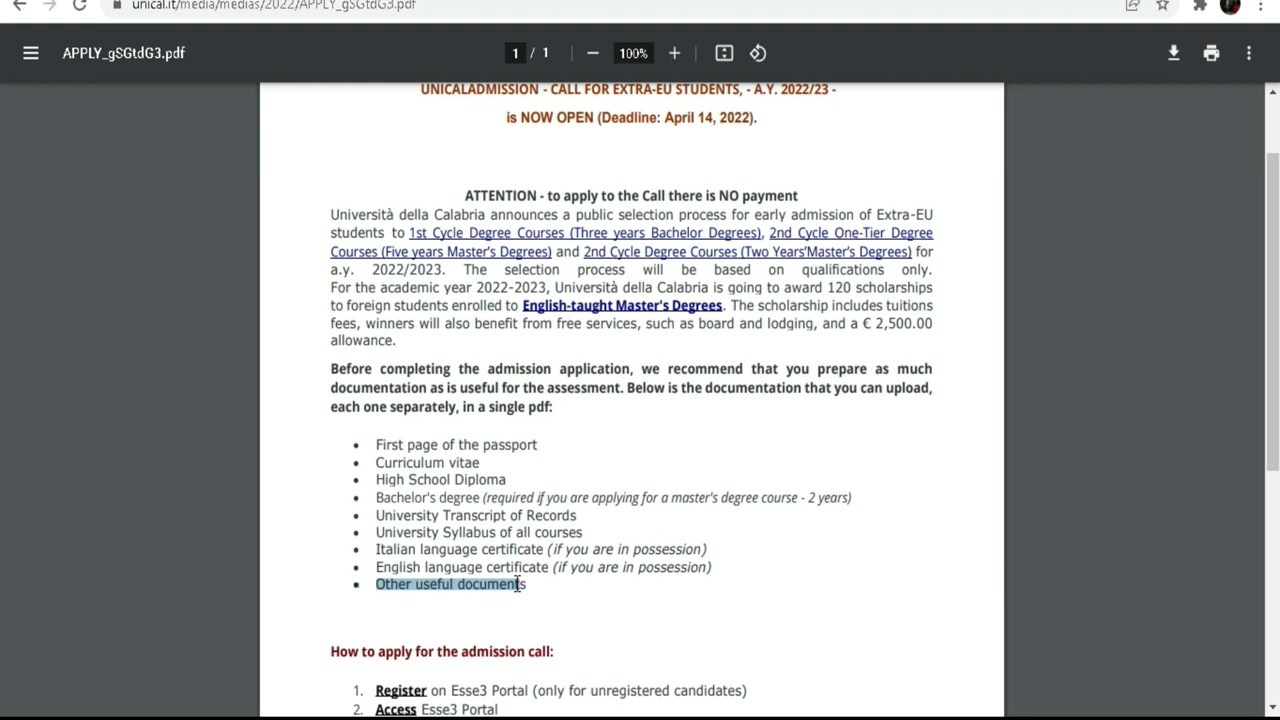 unical.it/media/medias/2022/APPLY_gSGtdG3.pdf
APPLY_gSGtdG3.pdf
1 / 1
100%
UNICALADMISSION - CALL FOR EXTRA-EU STUDENTS, - A.Y. 2022/23 -
is NOW OPEN (Deadline: April 14, 2022).
ATTENTION - to apply to the Call there is NO payment
Università della Calabria announces a public selection process for early admission of Extra-EU
students to 1st Cycle Degree Courses (Three years Bachelor Degrees), 2nd Cycle One-Tier Degree
Courses (Five years Master's Degrees) and 2nd Cycle Degree Courses (Two Years'Master's Degrees) for
a.y. 2022/2023. The selection process will be based on qualifications only.
For the academic year 2022-2023, Università della Calabria is going to award 120 scholarships
to foreign students enrolled to English-taught Master's Degrees. The scholarship includes tuitions
fees, winners will also benefit from free services, such as board and lodging, and a € 2,500.00
allowance.
Before completing the admission application, we recommend that you prepare as much
documentation as is useful for the assessment. Below is the documentation that you can upload,
each one separately, in a single pdf:
• First page of the passport
• Curriculum vitae
• High School Diploma
• Bachelor's degree (required if you are applying for a master's degree course - 2 years)
• University Transcript of Records
• University Syllabus of all courses
• Italian language certificate (if you are in possession)
• English language certificate (if you are in possession)
• Other useful documents
How to apply for the admission call:
1. Register on Esse3 Portal (only for unregistered candidates)
2. Access Esse3 Portal